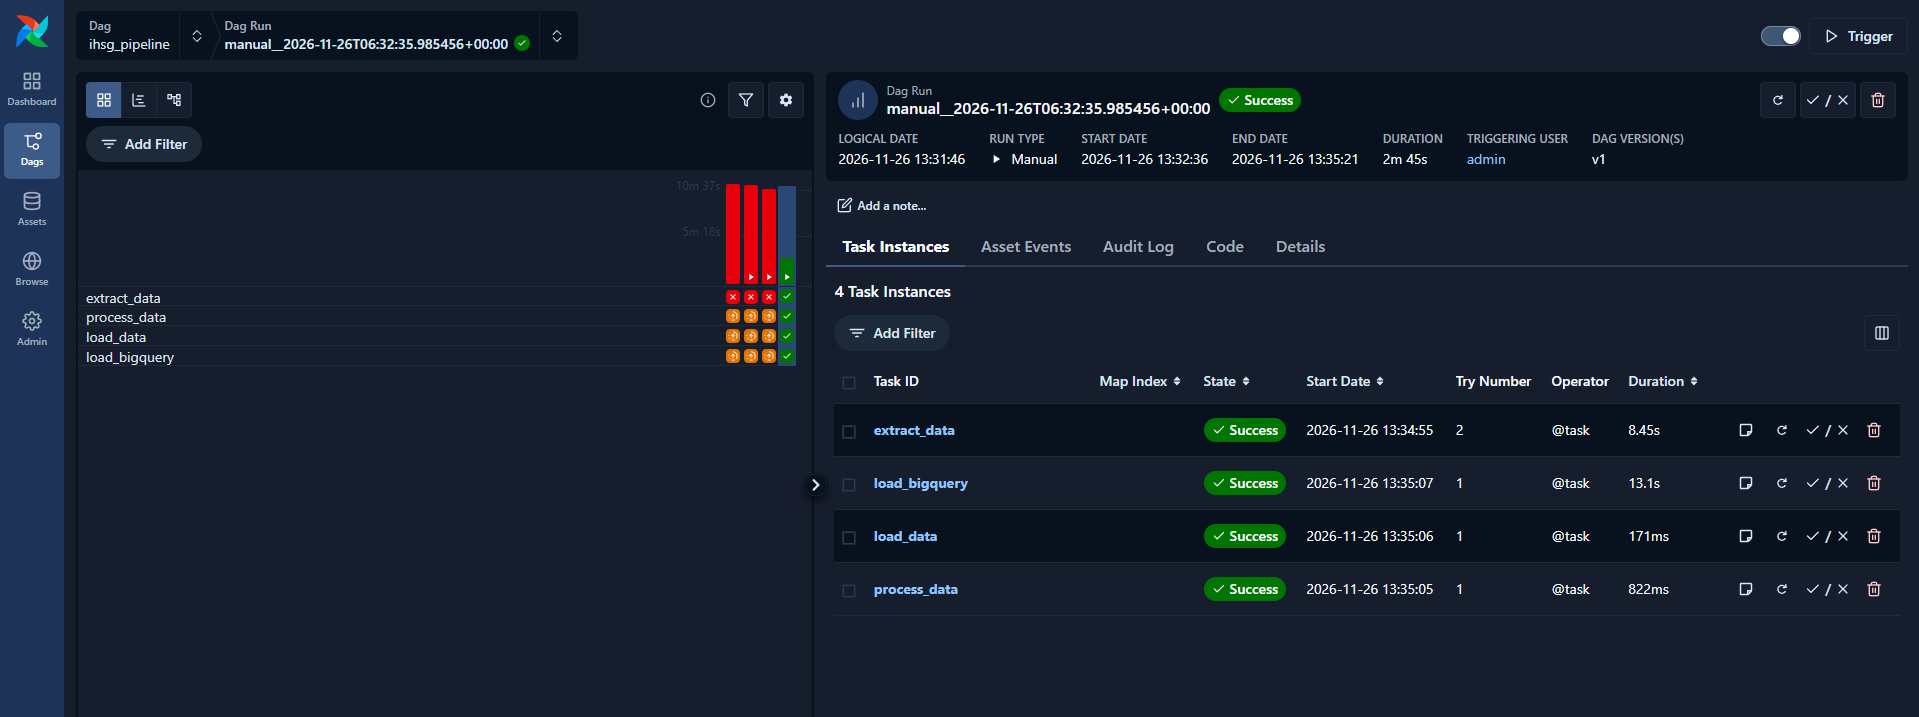 Dag
ihsg_pipeline
Dag Run
manual__2026-11-26T06:32:35.985456+00:00
Trigger
Dashboard
Dags
Assets
Browse
Admin
Add Filter
10m 37s
5m 18s
extract_data
process_data
load_data
load_bigquery
Dag Run
manual__2026-11-26T06:32:35.985456+00:00
Success
LOGICAL DATE
2026-11-26 13:31:46
RUN TYPE
Manual
START DATE
2026-11-26 13:32:36
END DATE
2026-11-26 13:35:21
DURATION
2m 45s
TRIGGERING USER
admin
DAG VERSION(S)
v1
Add a note...
Task Instances Asset Events Audit Log Code Details
4 Task Instances
Add Filter
Task ID Map Index State Start Date Try Number Operator Duration
extract_data Success 2026-11-26 13:34:55 2 @task 8.45s
load_bigquery Success 2026-11-26 13:35:07 1 @task 13.1s
load_data Success 2026-11-26 13:35:06 1 @task 171ms
process_data Success 2026-11-26 13:35:05 1 @task 822ms